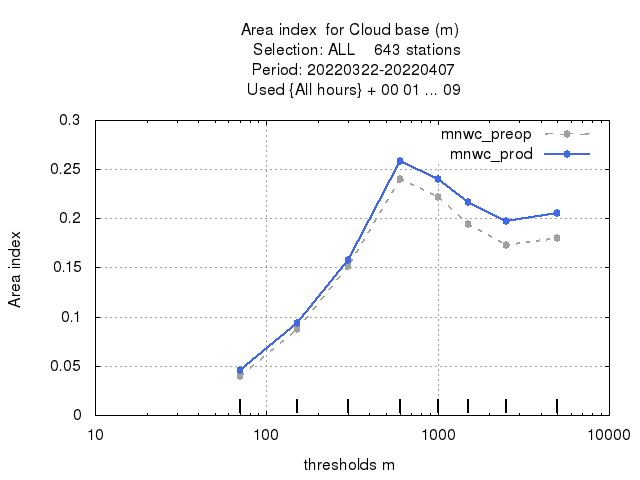 Area index  for Cloud base (m)
Selection: ALL    643 stations
Period: 20220322-20220407
Used {All hours} + 00 01 ... 09
mnwc_preop
mnwc_prod
Area index
0.3
0.25
0.2
0.15
0.1
0.05
0
10
100
1000
10000
thresholds m